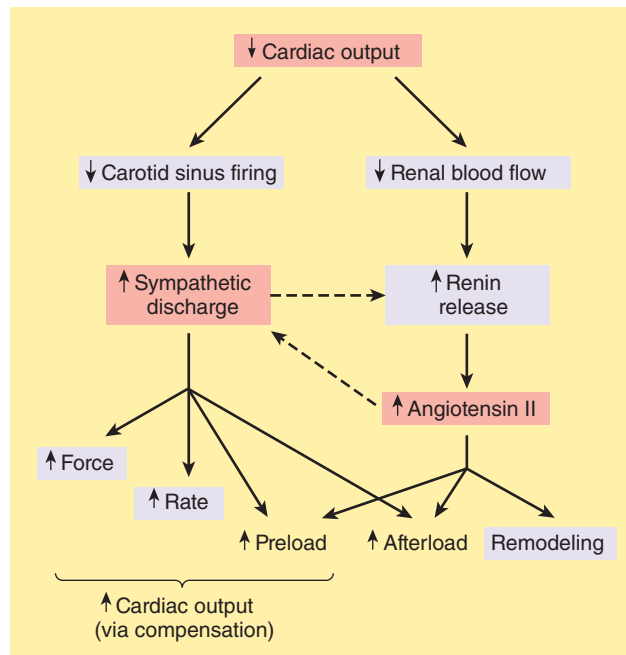 ↓ Cardiac output
↓ Carotid sinus firing
↓ Renal blood flow
↑ Sympathetic
discharge
↑ Renin
release
↑ Angiotensin II
↑ Force
↑ Rate
↑ Preload
↑ Afterload
Remodeling
↑ Cardiac output
(via compensation)